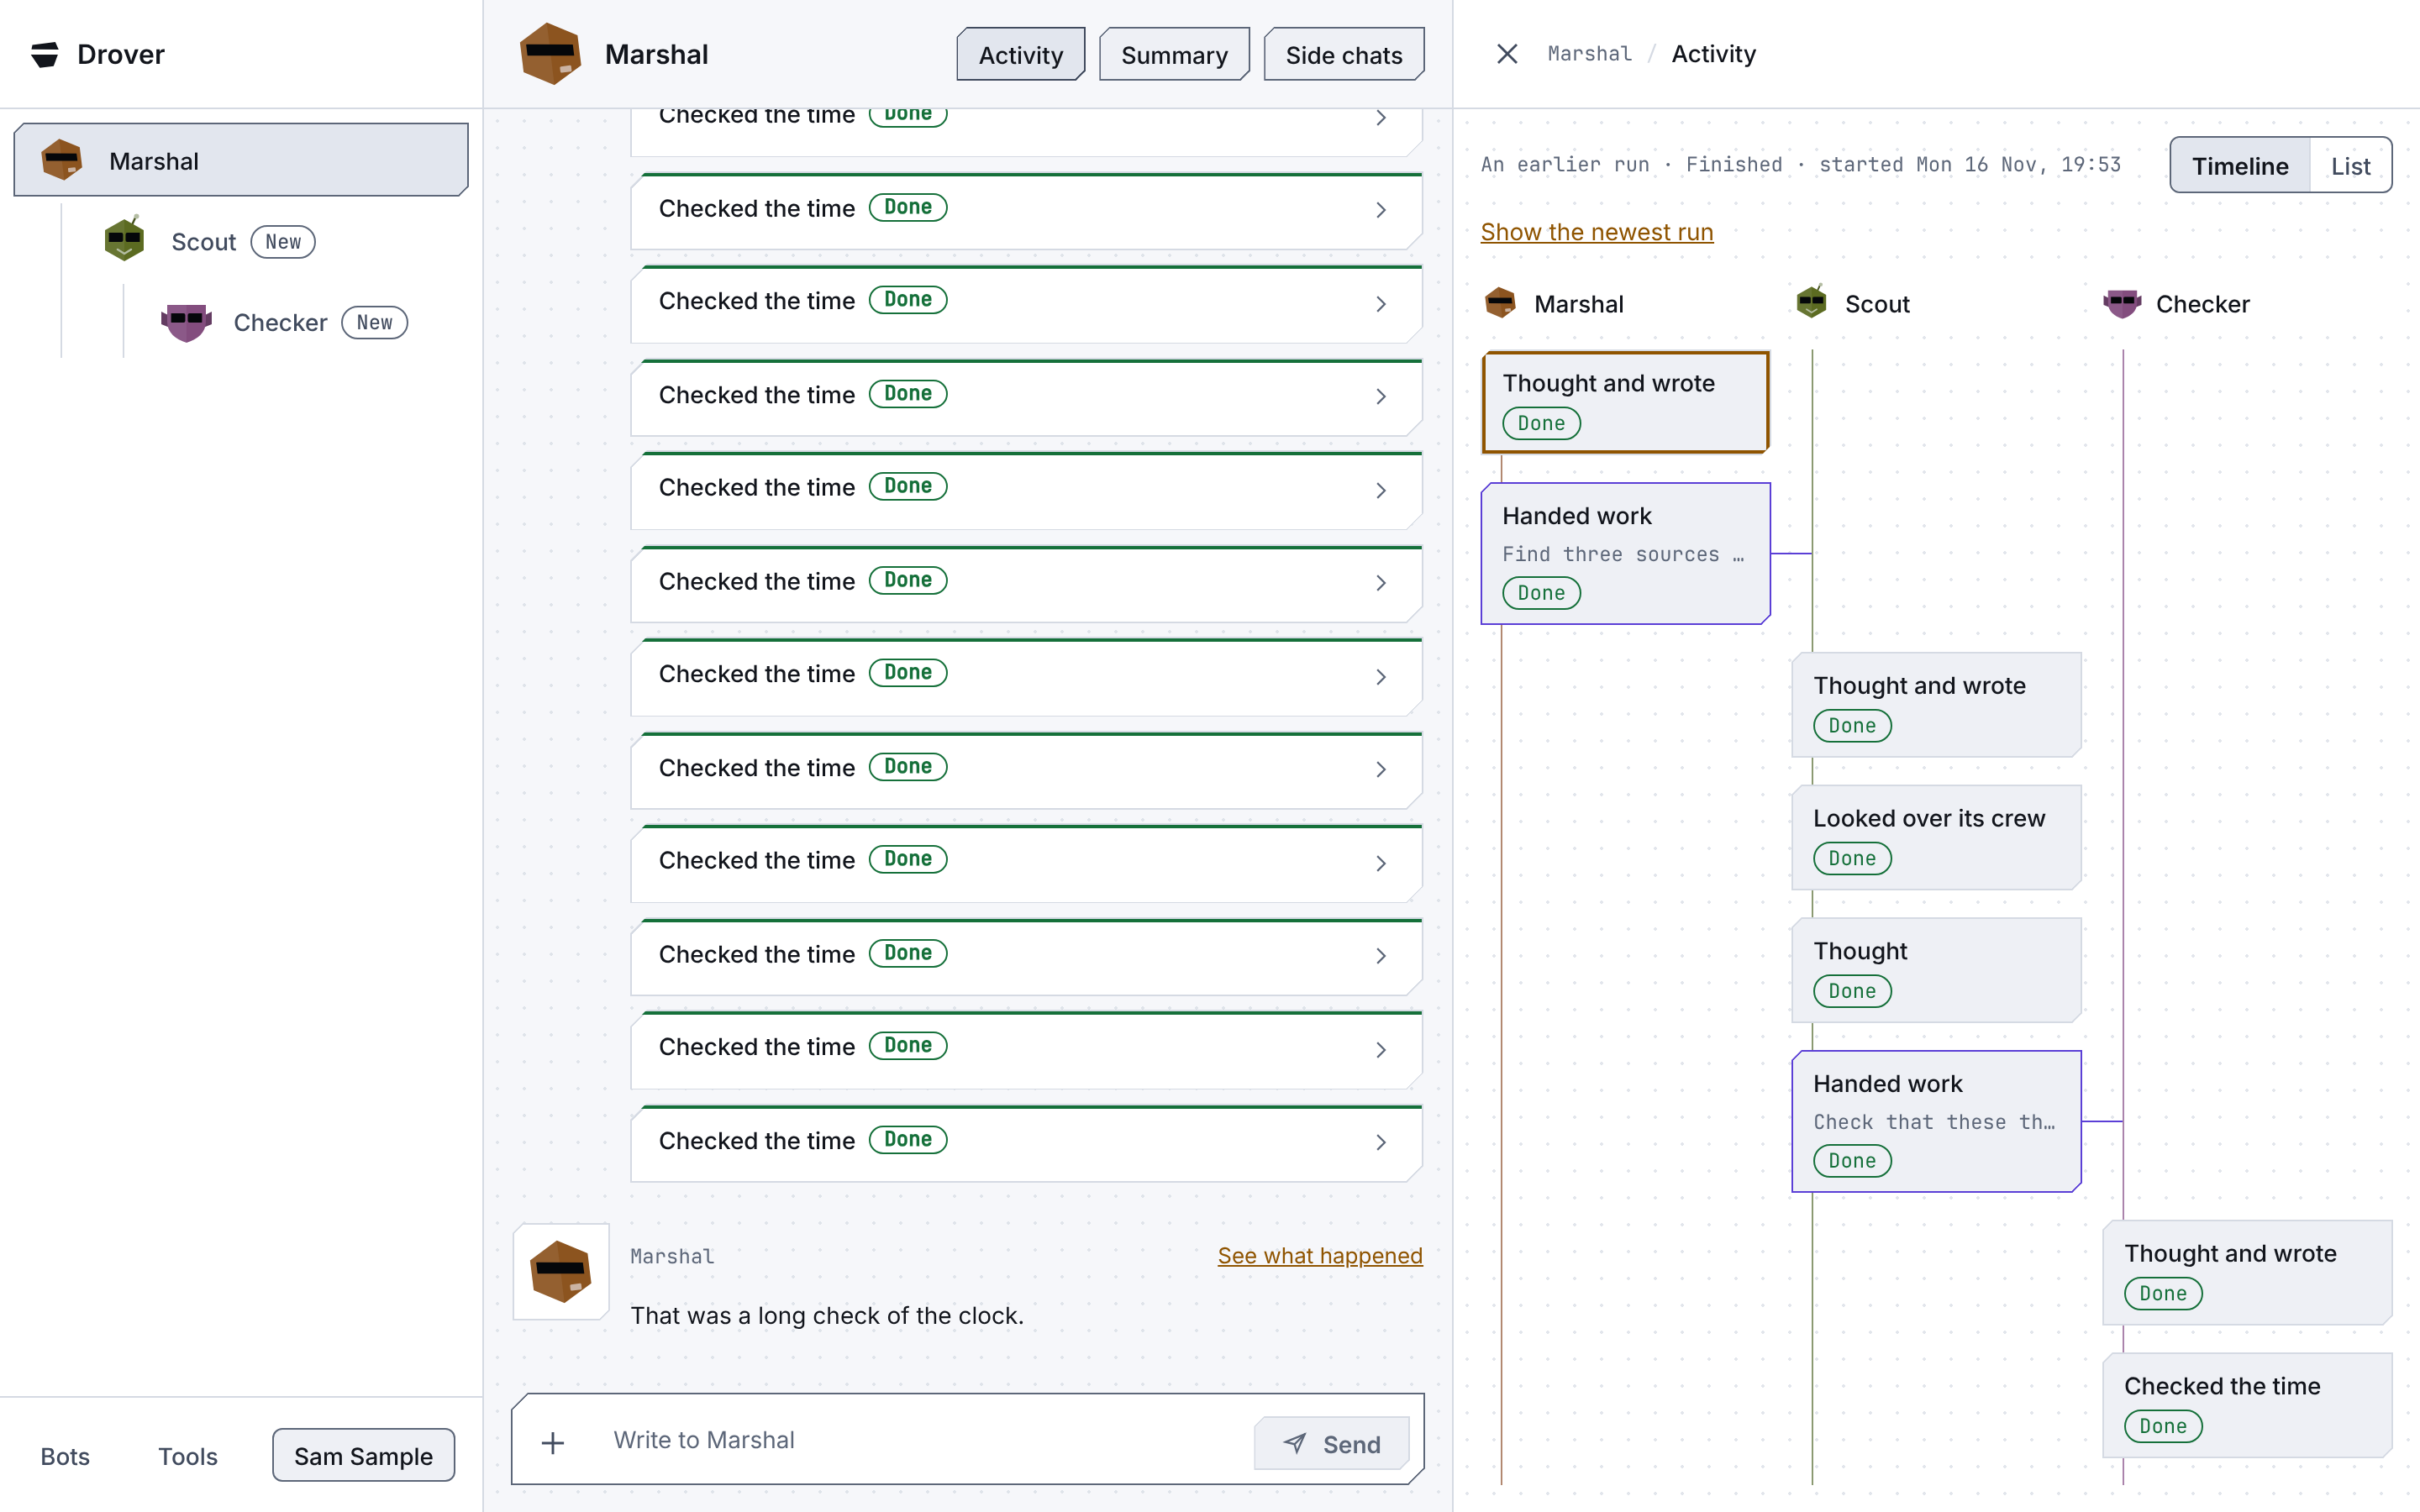 Drover
Marshal
Scout New
Checker New
Bots Tools Sam Sample
Marshal
Activity Summary Side chats
Checked the time Done
Checked the time Done
Checked the time Done
Checked the time Done
Checked the time Done
Checked the time Done
Checked the time Done
Checked the time Done
Checked the time Done
Checked the time Done
Checked the time Done
Checked the time Done
Marshal See what happened
That was a long check of the clock.
Write to Marshal Send
Marshal / Activity
An earlier run · Finished · started Mon 16 Nov, 19:53
Timeline List
Show the newest run
Marshal Scout Checker
Thought and wrote
Done
Handed work
Find three sources …
Done
Thought and wrote
Done
Looked over its crew
Done
Thought
Done
Handed work
Check that these th…
Done
Thought and wrote
Done
Checked the time
Done